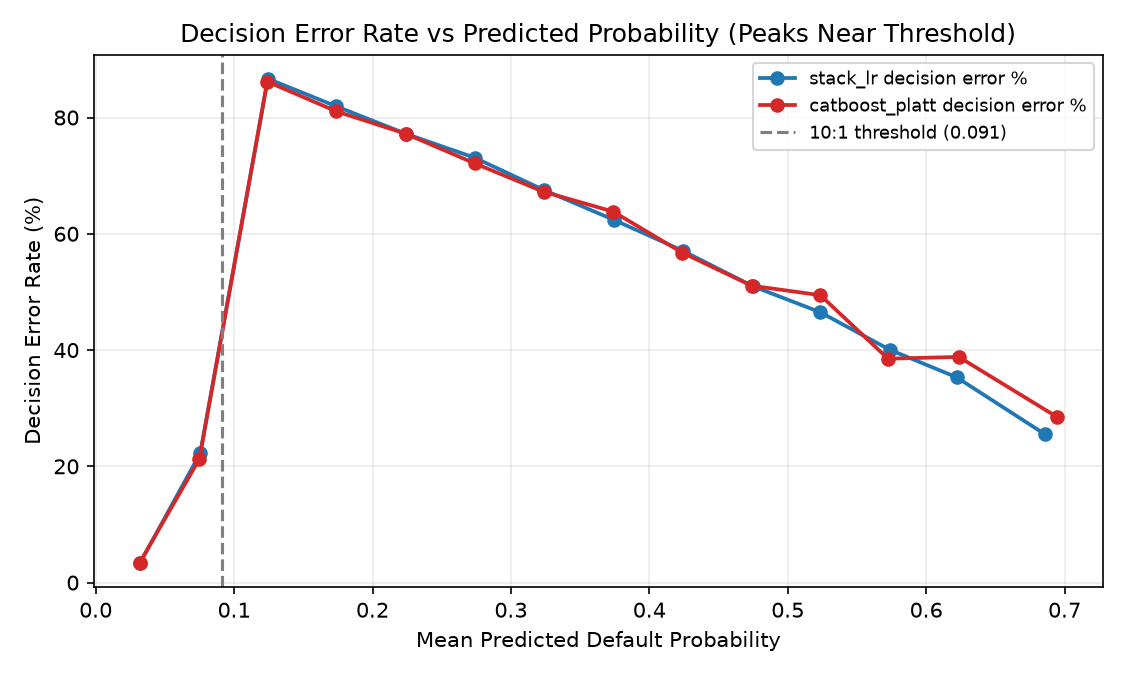 Decision Error Rate vs Predicted Probability (Peaks Near Threshold)
stack_lr decision error %
catboost_platt decision error %
10:1 threshold (0.091)
Decision Error Rate (%)
80
60
40
20
0
0.0 0.1 0.2 0.3 0.4 0.5 0.6 0.7
Mean Predicted Default Probability